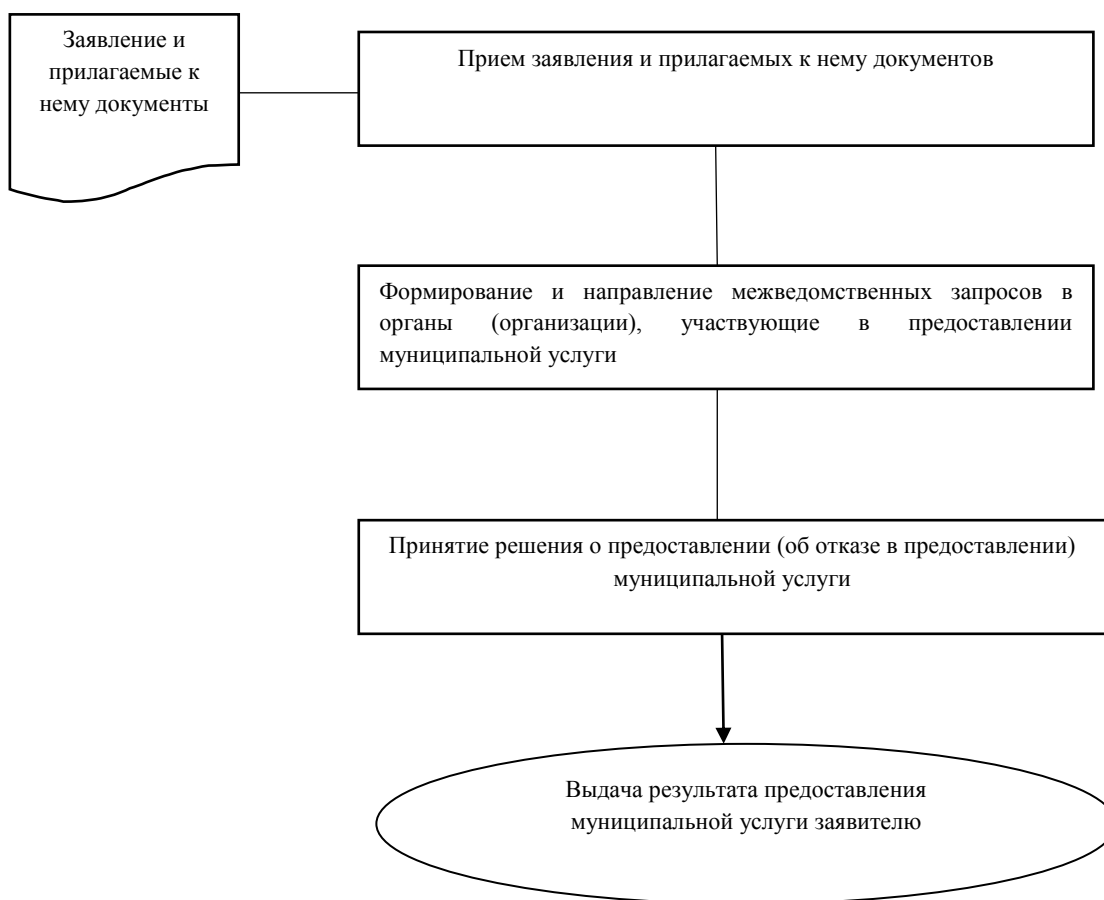 Заявление и
прилагаемые к
нему документы
Прием заявления и прилагаемых к нему документов
Формирование и направление межведомственных запросов в
органы (организации), участвующие в предоставлении
муниципальной услуги
Принятие решения о предоставлении (об отказе в предоставлении)
муниципальной услуги
Выдача результата предоставления
муниципальной услуги заявителю